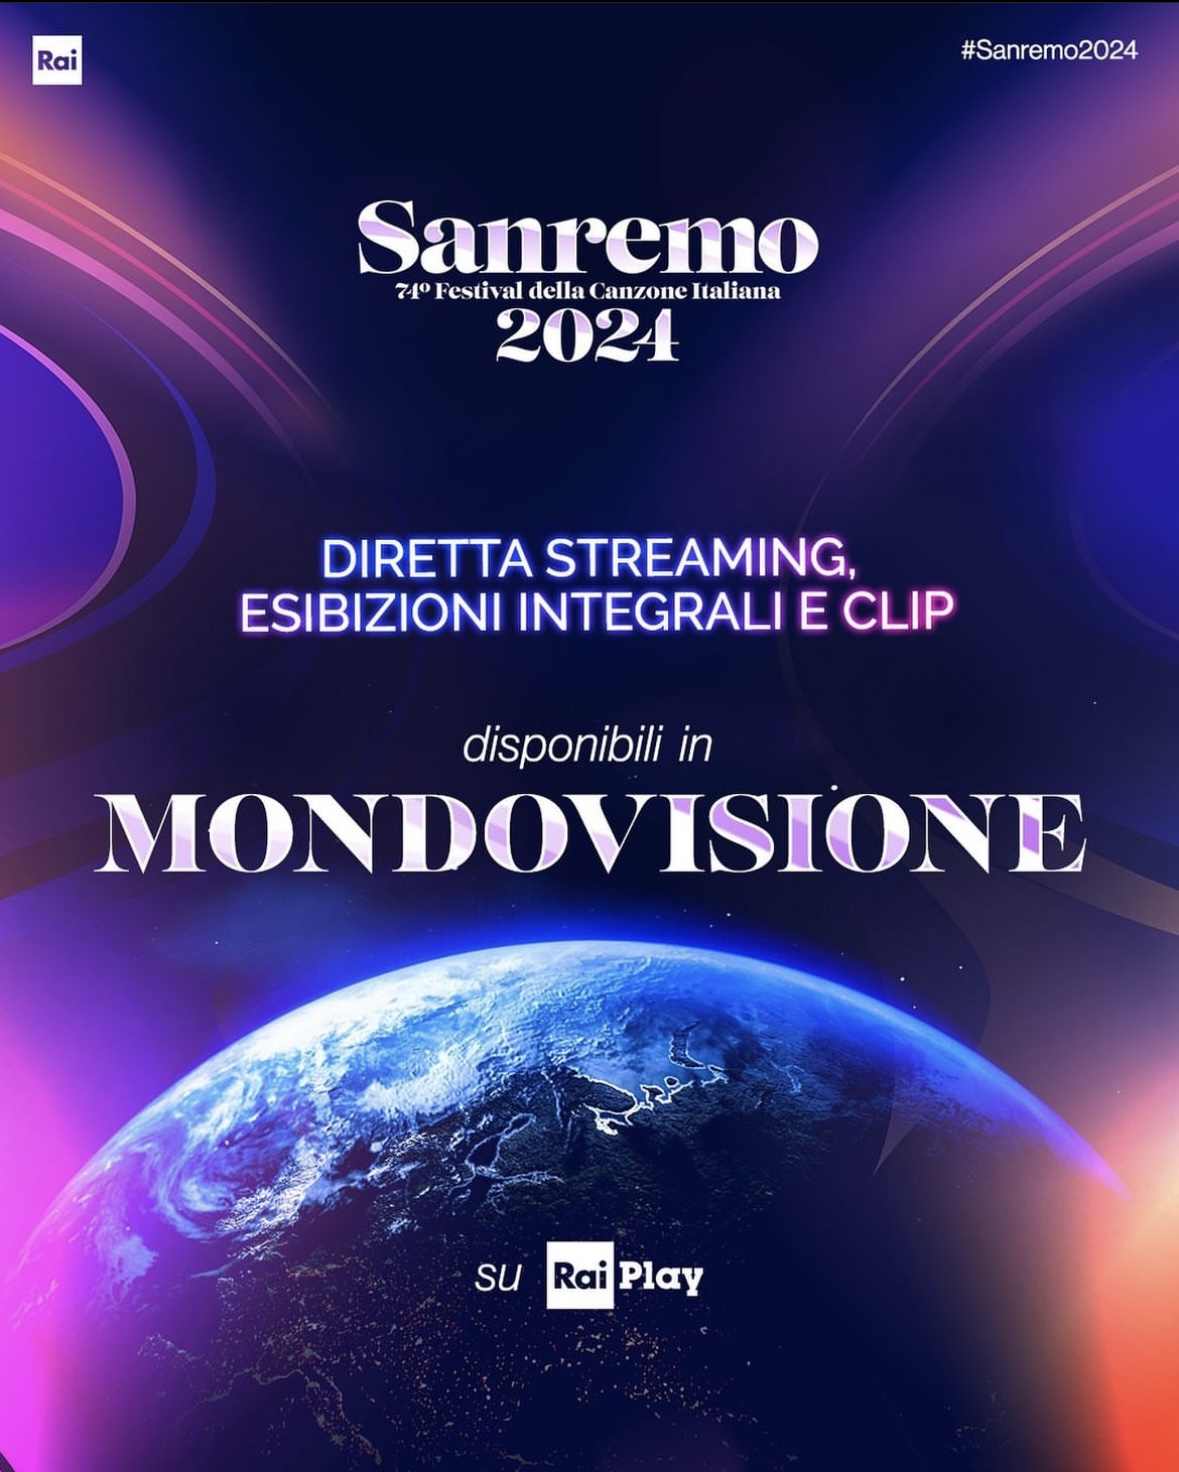 Rai
#Sanremo2024
Sanremo
74º Festival della Canzone Italiana
2024
DIRETTA STREAMING,
ESIBIZIONI INTEGRALI E CLIP
disponibili in
MONDOVISIONE
su Rai Play